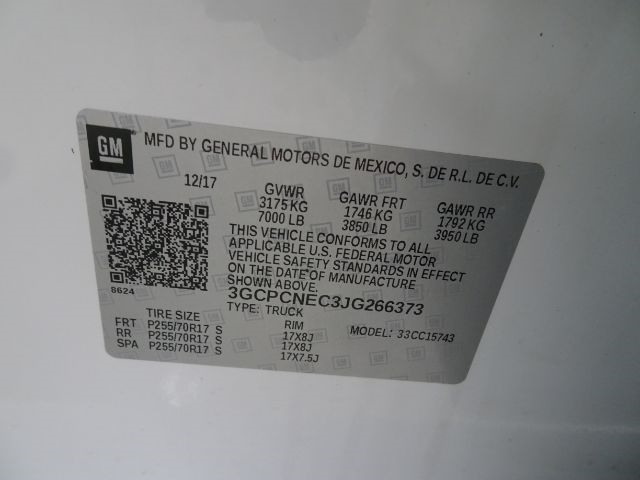 GM MFD BY GENERAL MOTORS DE MEXICO, S. DE R.L. DE C.V.
12/17 GVWR GAWR FRT GAWR RR
3175 KG 1746 KG 1792 KG
7000 LB 3850 LB 3950 LB
THIS VEHICLE CONFORMS TO ALL
APPLICABLE U.S. FEDERAL MOTOR
VEHICLE SAFETY STANDARDS IN EFFECT
ON THE DATE OF MANUFACTURE
SHOWN ABOVE.
8624 3GCPCNEC3JG266373
TYPE: TRUCK
TIRE SIZE RIM MODEL: 33CC15743
FRT P255/70R17 S 17X8J
RR P255/70R17 S 17X8J
SPA P255/70R17 S 17X7.5J